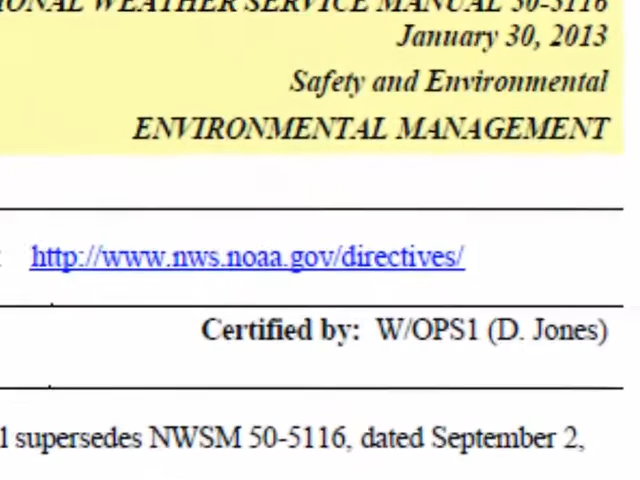 IONAL WEATHER SERVICE MANUAL 50-5116
January 30, 2013
Safety and Environmental
ENVIRONMENTAL MANAGEMENT
: http://www.nws.noaa.gov/directives/
Certified by: W/OPS1 (D. Jones)
l supersedes NWSM 50-5116, dated September 2,